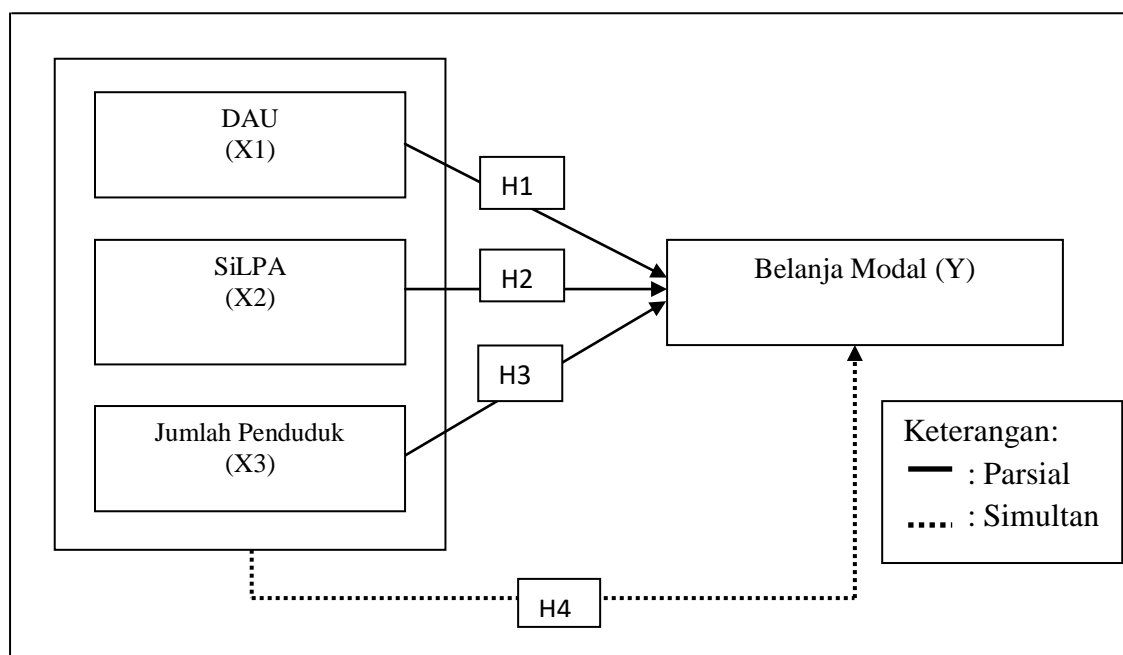 DAU
(X1)
H1
SiLPA
(X2)
H2
Belanja Modal (Y)
H3
Jumlah Penduduk
(X3)
Keterangan:
: Parsial
: Simultan
H4